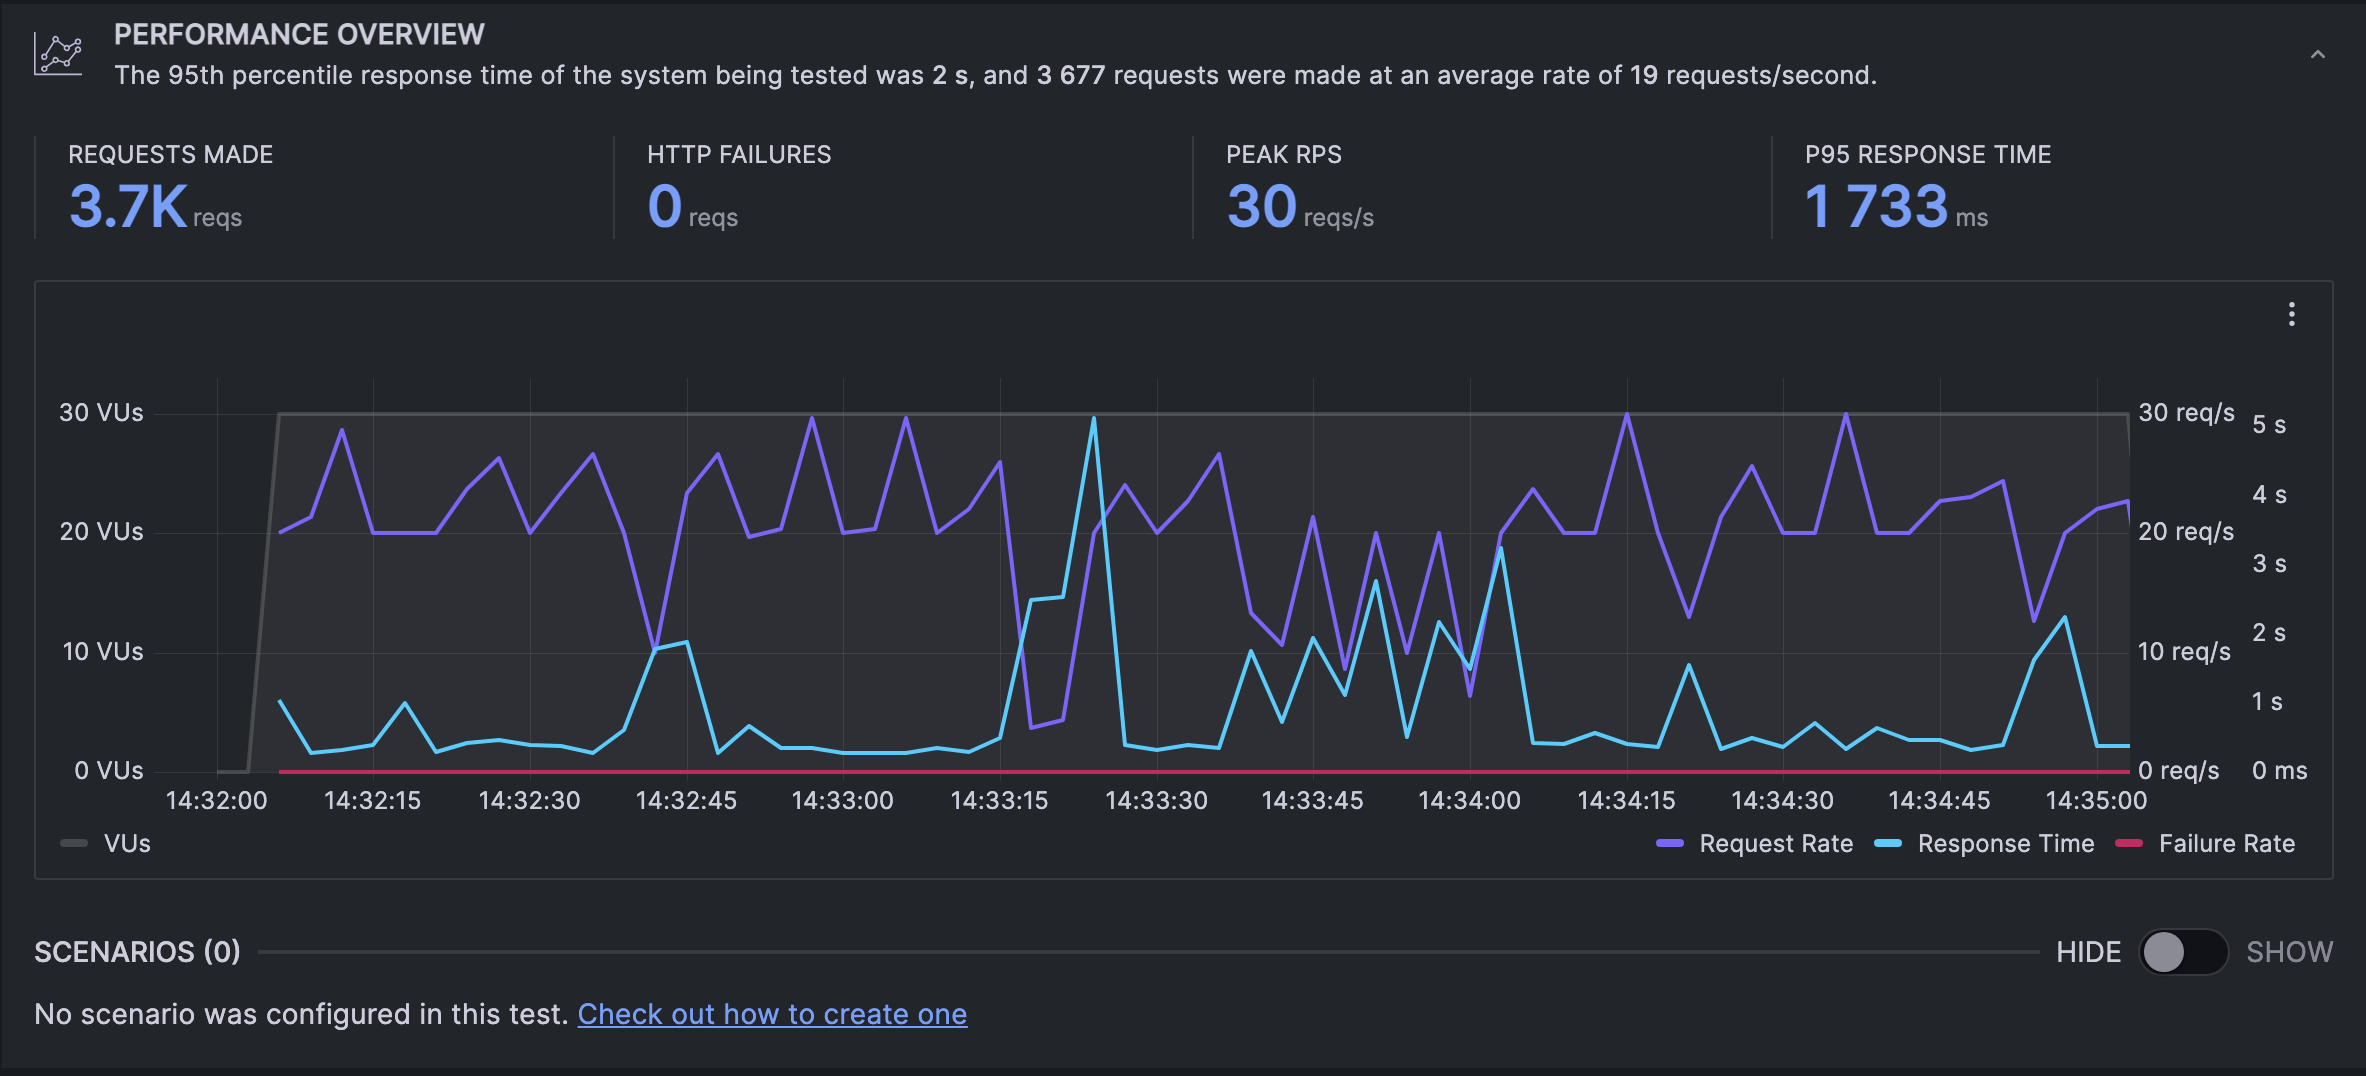 PERFORMANCE OVERVIEW
The 95th percentile response time of the system being tested was 2 s, and 3 677 requests were made at an average rate of 19 requests/second.
REQUESTS MADE
3.7K reqs
HTTP FAILURES
0 reqs
PEAK RPS
30 reqs/s
P95 RESPONSE TIME
1 733 ms
30 VUs
20 VUs
10 VUs
0 VUs
30 req/s
20 req/s
10 req/s
0 req/s
5 s
4 s
3 s
2 s
1 s
0 ms
14:32:00 14:32:15 14:32:30 14:32:45 14:33:00 14:33:15 14:33:30 14:33:45 14:34:00 14:34:15 14:34:30 14:34:45 14:35:00
VUs
Request Rate Response Time Failure Rate
SCENARIOS (0)
HIDE SHOW
No scenario was configured in this test. Check out how to create one